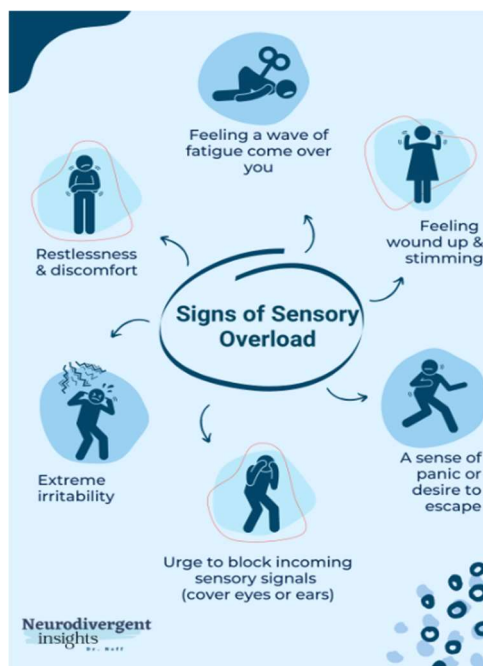 Feeling a wave of
fatigue come over
you
Feeling
wound up &
stimming
Restlessness
& discomfort
Signs of Sensory
Overload
A sense of
panic or
desire to
escape
Extreme
irritability
Urge to block incoming
sensory signals
(cover eyes or ears)
Neurodivergent
insights
Dr. Neff